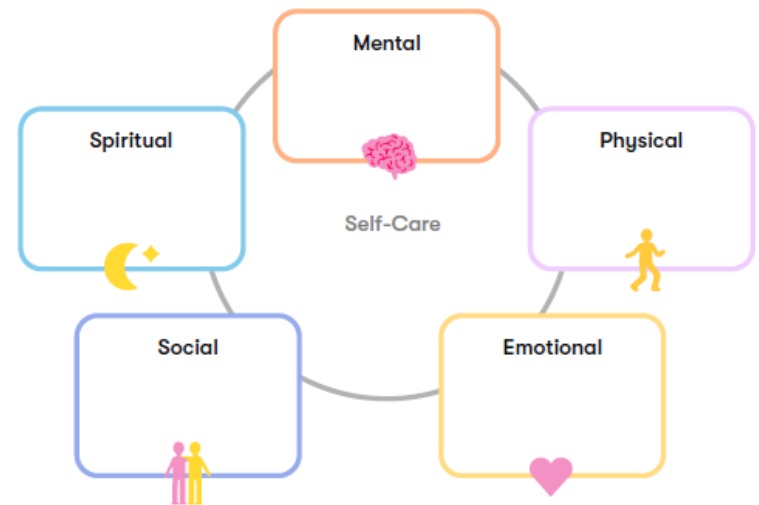 Mental
Spiritual
Physical
Self-Care
Social
Emotional